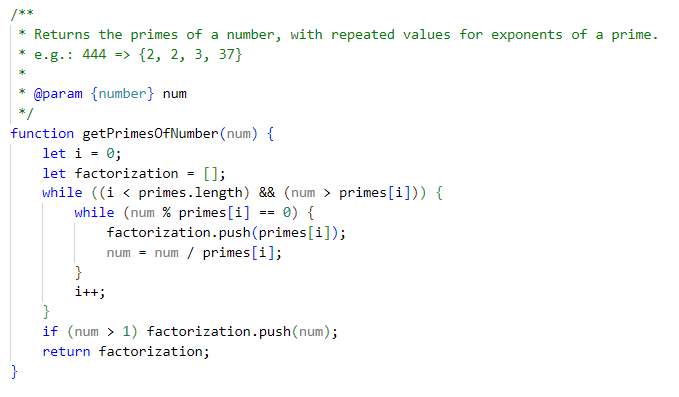 /**
 * Returns the primes of a number, with repeated values for exponents of a prime.
 * e.g.: 444 => {2, 2, 3, 37}
 *
 * @param {number} num
 */
function getPrimesOfNumber(num) {
    let i = 0;
    let factorization = [];
    while ((i < primes.length) && (num > primes[i])) {
        while (num % primes[i] == 0) {
            factorization.push(primes[i]);
            num = num / primes[i];
        }
        i++;
    }
    if (num > 1) factorization.push(num);
    return factorization;
}